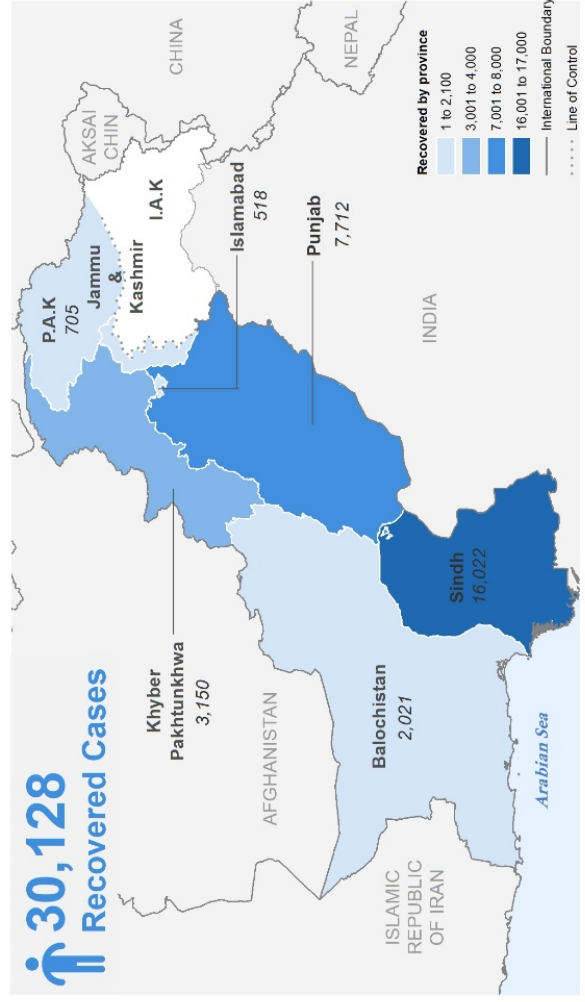 30,128
Recovered Cases
CHINA
AKSAI
CHIN
NEPAL
P.A.K
705
Jammu
&
Kashmir
I.A.K
Islamabad
518
Punjab
7,712
Khyber
Pakhtunkhwa
3,150
AFGHANISTAN
INDIA
Balochistan
2,021
Sindh
16,022
ISLAMIC
REPUBLIC
OF IRAN
Arabian Sea
Recovered by province
1 to 2,100
3,001 to 4,000
7,001 to 8,000
16,001 to 17,000
International Boundary
Line of Control